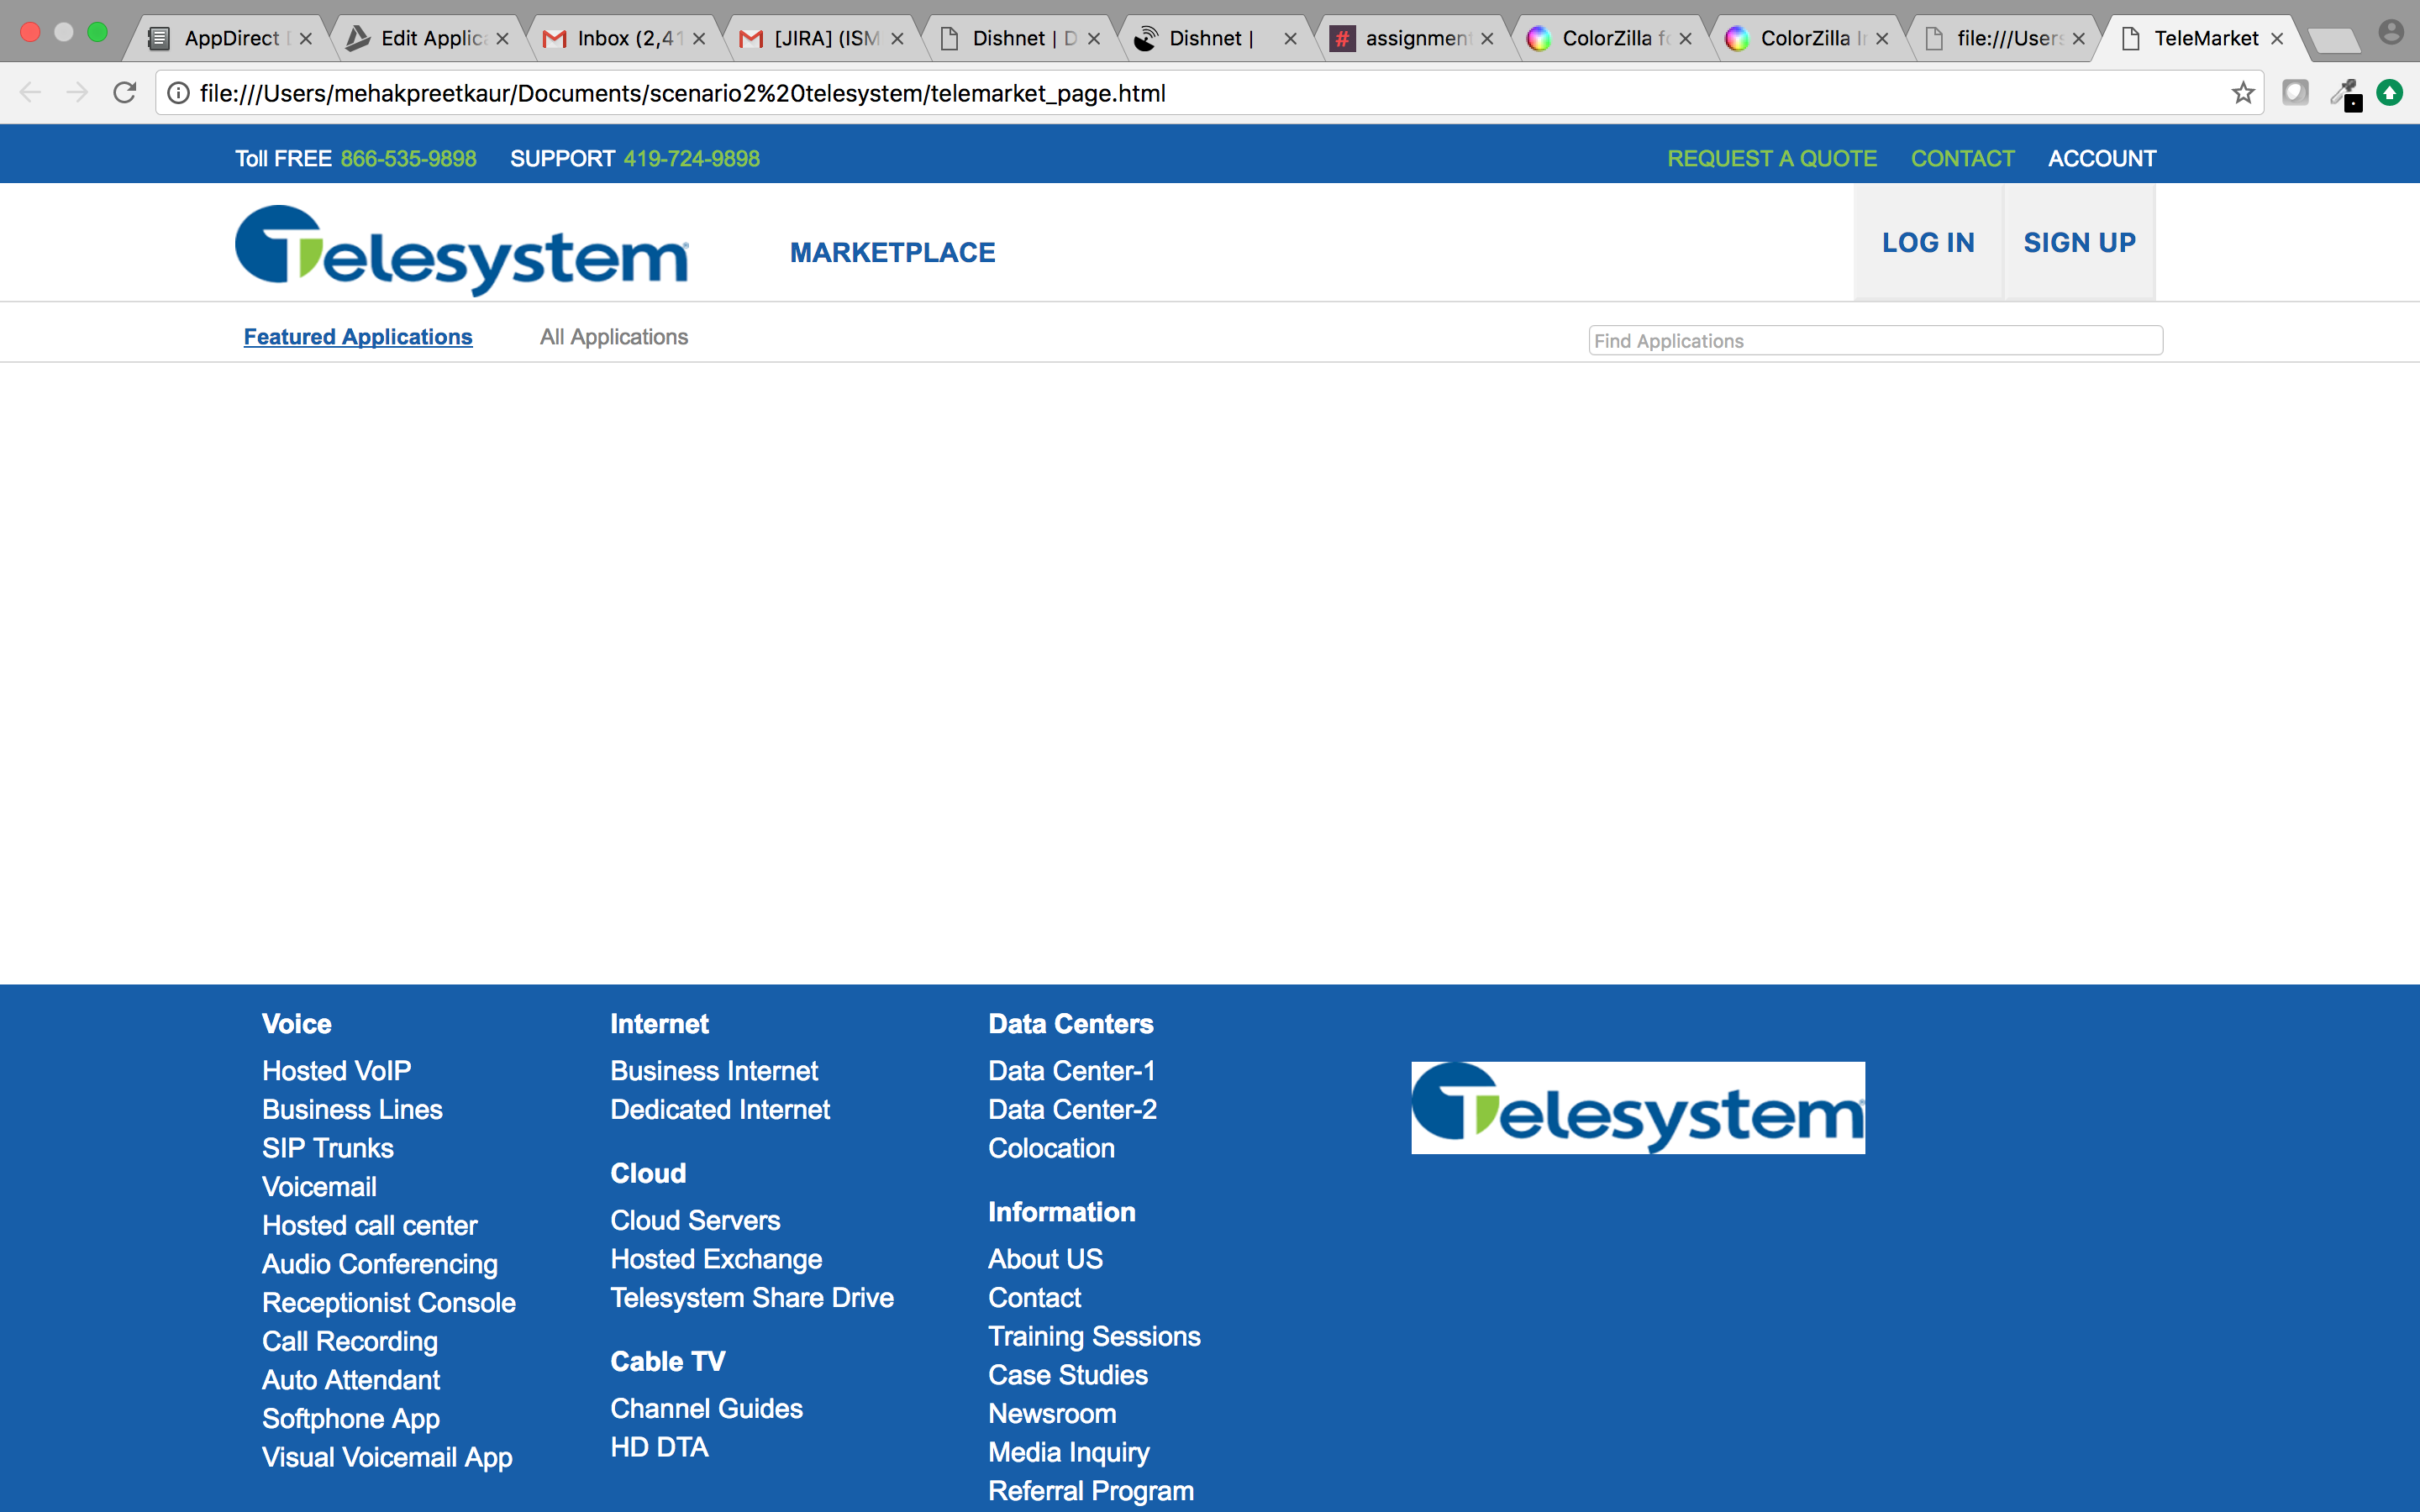 AppDirect
Edit Applic
Inbox (2,41
[JIRA] (ISM
Dishnet | D
Dishnet |
assignmen
ColorZilla fo
ColorZilla In
file:///Users
TeleMarket
file:///Users/mehakpreetkaur/Documents/scenario2%20telesystem/telemarket_page.html
Toll FREE 866-535-9898 SUPPORT 419-724-9898
REQUEST A QUOTE CONTACT ACCOUNT
Telesystem
MARKETPLACE
LOG IN
SIGN UP
Featured Applications
All Applications
Find Applications
Voice
Hosted VoIP
Business Lines
SIP Trunks
Voicemail
Hosted call center
Audio Conferencing
Receptionist Console
Call Recording
Auto Attendant
Softphone App
Visual Voicemail App
Internet
Business Internet
Dedicated Internet
Cloud
Cloud Servers
Hosted Exchange
Telesystem Share Drive
Cable TV
Channel Guides
HD DTA
Data Centers
Data Center-1
Data Center-2
Colocation
Information
About US
Contact
Training Sessions
Case Studies
Newsroom
Media Inquiry
Referral Program
Telesystem